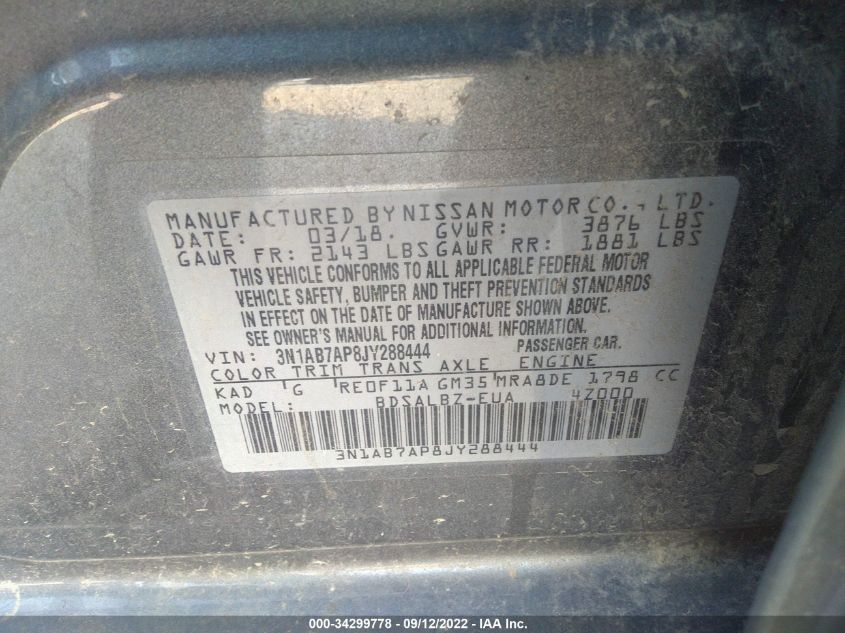 MANUFACTURED BY NISSAN MOTOR CO., LTD.
DATE: 03/18. GVWR: 3876 LBS
GAWR FR: 2143 LBS GAWR RR: 1881 LBS
THIS VEHICLE CONFORMS TO ALL APPLICABLE FEDERAL MOTOR
VEHICLE SAFETY, BUMPER AND THEFT PREVENTION STANDARDS
IN EFFECT ON THE DATE OF MANUFACTURE SHOWN ABOVE.
SEE OWNER'S MANUAL FOR ADDITIONAL INFORMATION.
VIN: 3N1AB7AP8JY288444 PASSENGER CAR.
COLOR TRIM TRANS AXLE ENGINE
KAD G RE0F11A GM35 MRA8DE 1798 CC
MODEL: BDSALBZ-EUA 4Z000
3N1AB7AP8JY288444
000-34299778 - 09/12/2022 - IAA Inc.